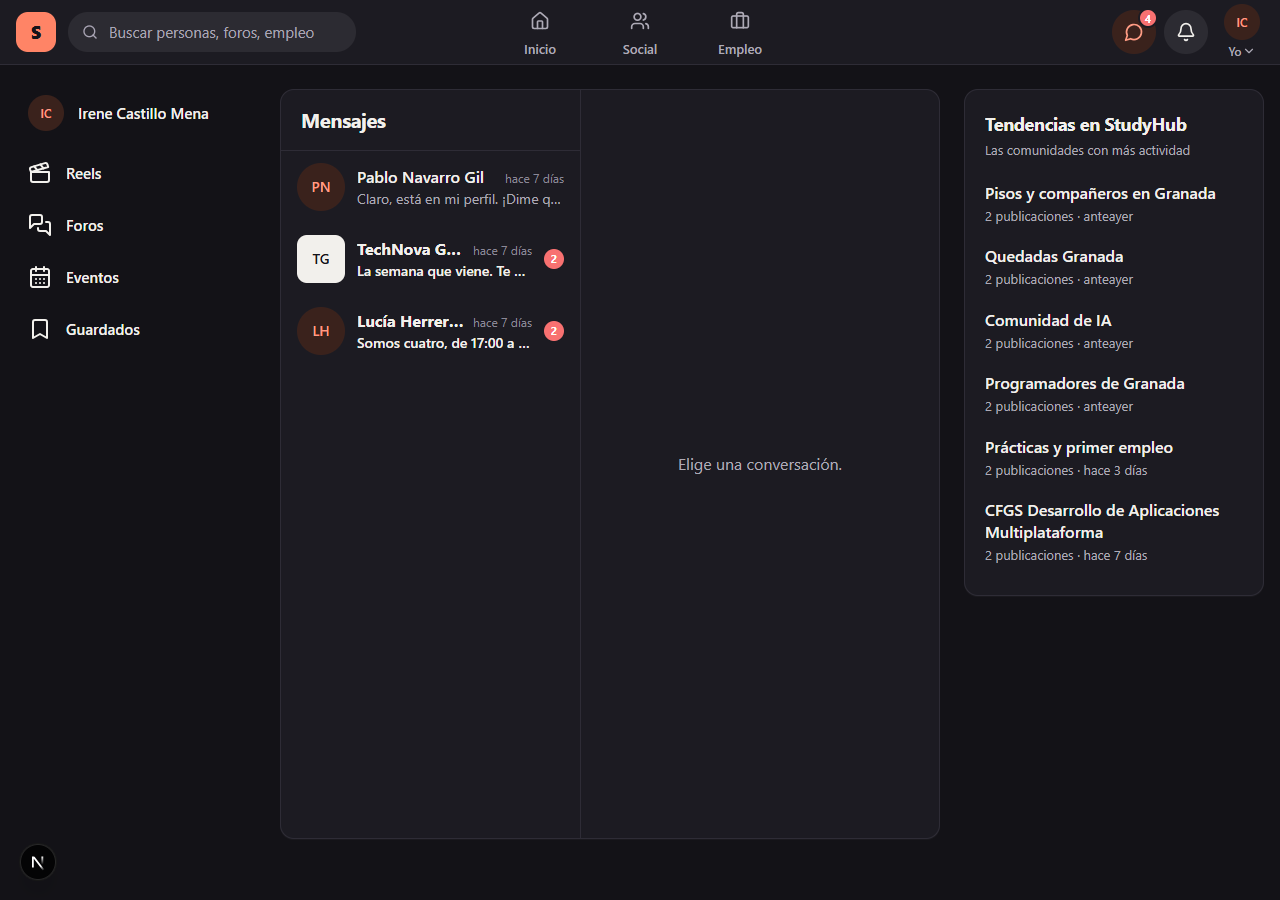 S
Buscar personas, foros, empleo
Inicio
Social
Empleo
4
IC
Yo
IC
Irene Castillo Mena
Reels
Foros
Eventos
Guardados
Mensajes
PN
Pablo Navarro Gil
hace 7 días
Claro, está en mi perfil. ¡Dime q...
TG
TechNova G...
hace 7 días
La semana que viene. Te ...
2
LH
Lucía Herrer...
hace 7 días
Somos cuatro, de 17:00 a ...
2
Elige una conversación.
Tendencias en StudyHub
Las comunidades con más actividad
Pisos y compañeros en Granada
2 publicaciones · anteayer
Quedadas Granada
2 publicaciones · anteayer
Comunidad de IA
2 publicaciones · anteayer
Programadores de Granada
2 publicaciones · anteayer
Prácticas y primer empleo
2 publicaciones · hace 3 días
CFGS Desarrollo de Aplicaciones
Multiplataforma
2 publicaciones · hace 7 días
N